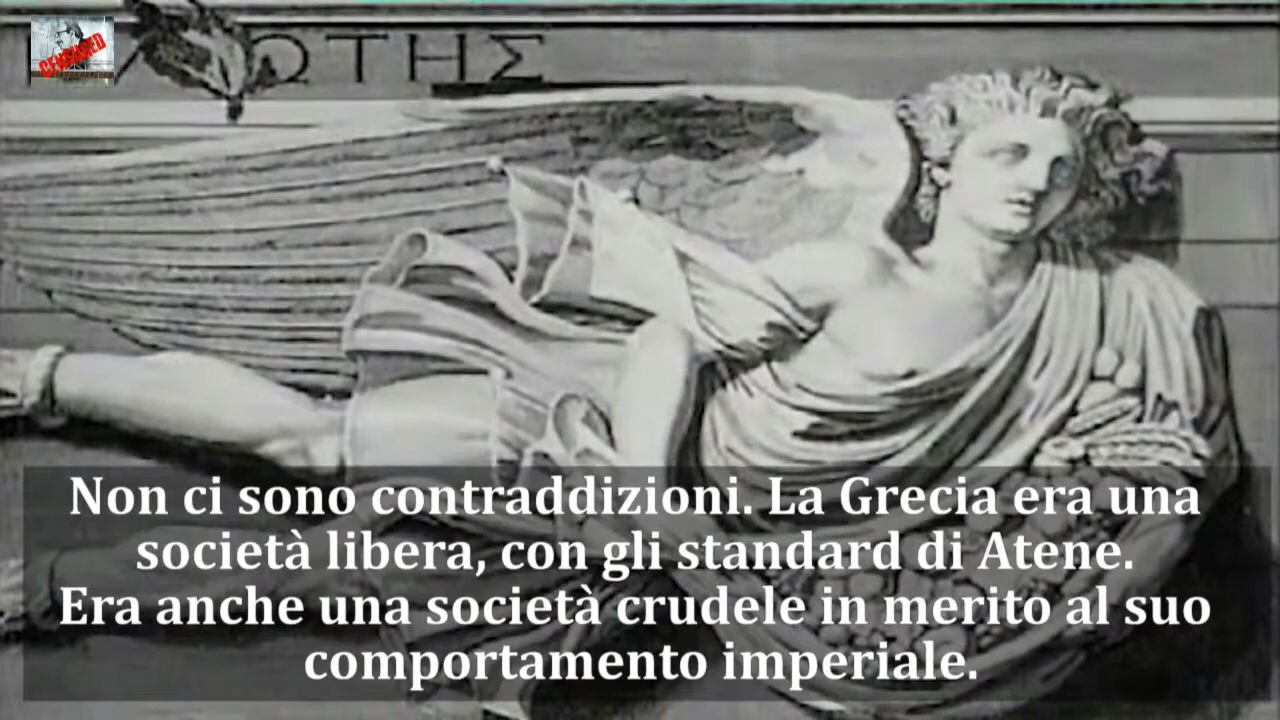 ΩΤΗΣ
CENSORED
Non ci sono contraddizioni. La Grecia era una
società libera, con gli standard di Atene.
Era anche una società crudele in merito al suo
comportamento imperiale.